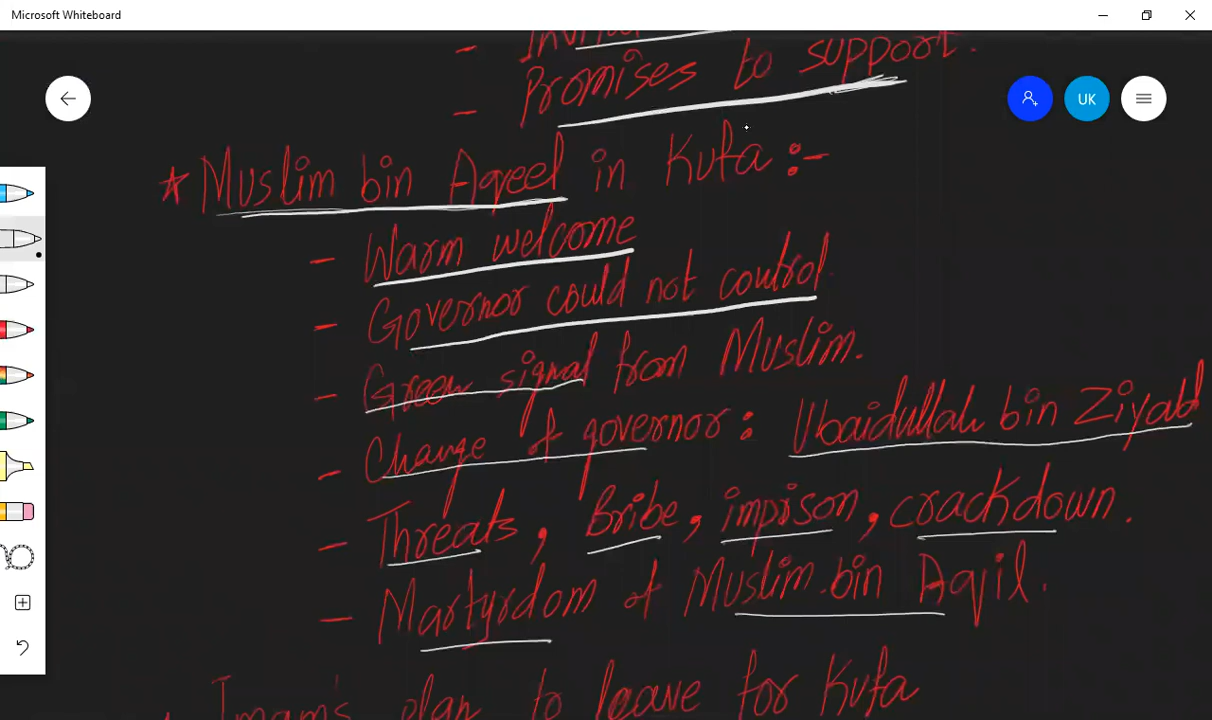 Microsoft Whiteboard
- Promises to support.
UK
★ Muslim bin Aqeel in Kufa :-
- Warm welcome
- Governor could not control.
- Green signal from Muslim.
- Change of governor : Ubaidullah bin Ziyad
- Threats, Bribe, imprison, crackdown.
- Martyrdom of Muslim bin Aqil.
Imam's plan to leave for Kufa